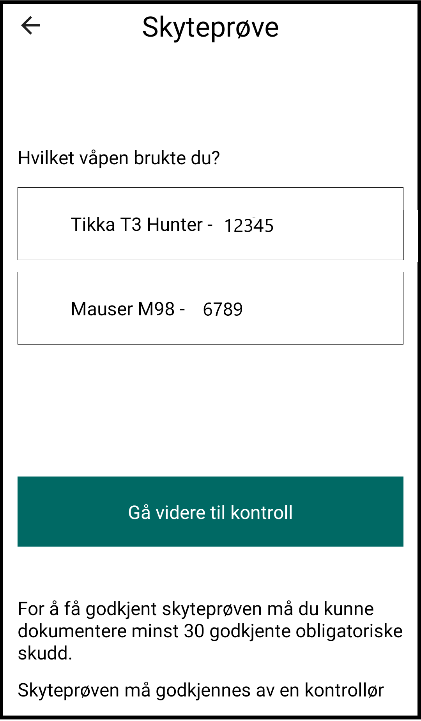 Skyteprøve
Hvilket våpen brukte du?
Tikka T3 Hunter - 12345
Mauser M98 - 6789
Gå videre til kontroll
For å få godkjent skyteprøven må du kunne
dokumentere minst 30 godkjente obligatoriske
skudd.
Skyteprøven må godkjennes av en kontrollør